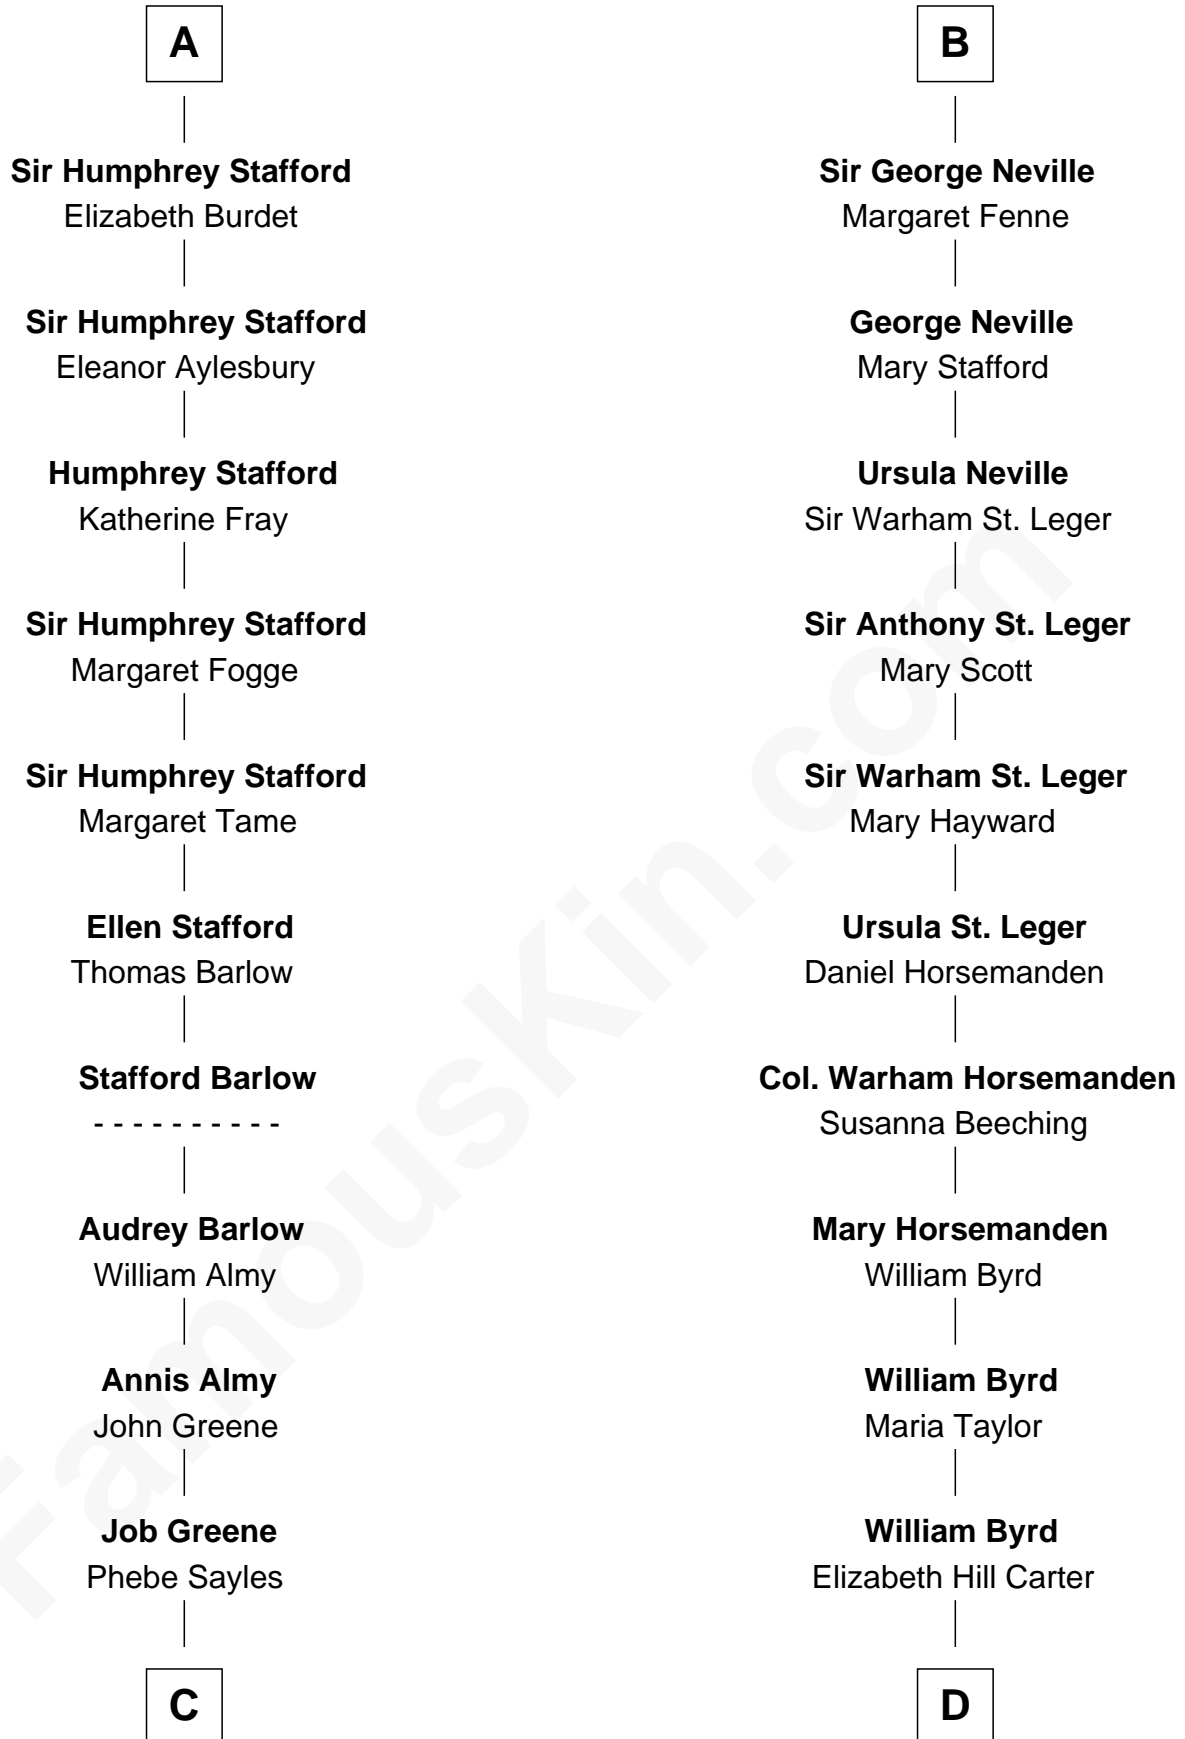 A
Sir Humphrey Stafford
Elizabeth Burdet
Sir Humphrey Stafford
Eleanor Aylesbury
Humphrey Stafford
Katherine Fray
Sir Humphrey Stafford
Margaret Fogge
Sir Humphrey Stafford
Margaret Tame
Ellen Stafford
Thomas Barlow
Stafford Barlow
- - - - - - - - - -
Audrey Barlow
William Almy
Annis Almy
John Greene
Job Greene
Phebe Sayles
C
B
Sir George Neville
Margaret Fenne
George Neville
Mary Stafford
Ursula Neville
Sir Warham St. Leger
Sir Anthony St. Leger
Mary Scott
Sir Warham St. Leger
Mary Hayward
Ursula St. Leger
Daniel Horsemanden
Col. Warham Horsemanden
Susanna Beeching
Mary Horsemanden
William Byrd
William Byrd
Maria Taylor
William Byrd
Elizabeth Hill Carter
D
FamousKin.com